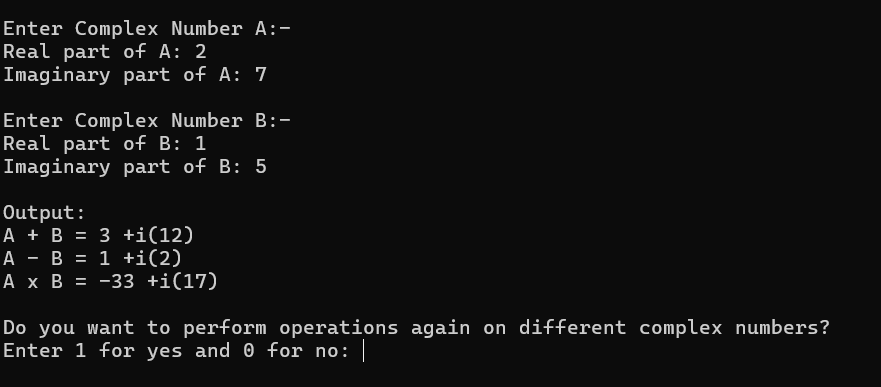 Enter Complex Number A:-
Real part of A: 2
Imaginary part of A: 7
Enter Complex Number B:-
Real part of B: 1
Imaginary part of B: 5
Output:
A + B = 3 +i(12)
A - B = 1 +i(2)
A x B = -33 +i(17)
Do you want to perform operations again on different complex numbers?
Enter 1 for yes and 0 for no: